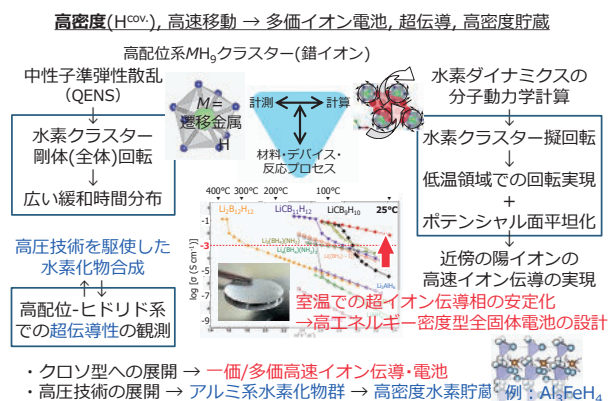 高密度(Hcov.), 高速移動 → 多価イオン電池, 超伝導, 高密度貯蔵
高配位系MH9クラスター(錯イオン)
中性子準弾性散乱
(QENS)
水素クラスター
剛体(全体)回転
↓
広い緩和時間分布
M=
遷移金属
H
計測
計算
材料・デバイス・
反応プロセス
水素ダイナミクスの
分子動力学計算
水素クラスター擬回転
↓
低温領域での回転実現
+
ポテンシャル面平坦化
近傍の陽イオンの
高速イオン伝導の実現
高圧技術を駆使した
水素化物合成
高配位-ヒドリド系
での超伝導性の観測
400℃
300℃
200℃
100℃
25℃
Li2B12H12
LiCB11H12
LiCB9H10
LiAlH4
log [σ (S cm-1)]
-1
-3
-5
-7
-9
室温での超イオン伝導相の安定化
→高エネルギー密度型全固体電池の設計
・クロソ型への展開 → 一価/多価高速イオン伝導・電池
・高圧技術の展開 → アルミ系水素化物群 → 高密度水素貯蔵 例：Al3FeH4